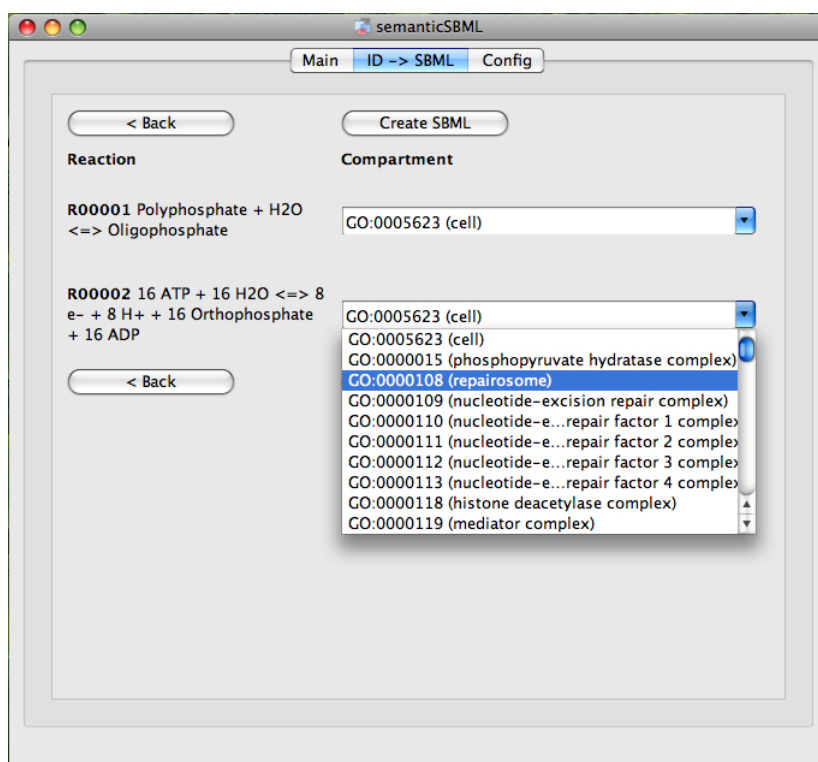 semanticSBML
Main ID -> SBML Config
< Back Create SBML
Reaction Compartment
R00001 Polyphosphate + H2O
<=> Oligophosphate
GO:0005623 (cell)
R00002 16 ATP + 16 H2O <=> 8
e- + 8 H+ + 16 Orthophosphate
+ 16 ADP
GO:0005623 (cell)
GO:0005623 (cell)
GO:0000015 (phosphopyruvate hydratase complex)
GO:0000108 (repairosome)
GO:0000109 (nucleotide-excision repair complex)
GO:0000110 (nucleotide-e...repair factor 1 complex
GO:0000111 (nucleotide-e...repair factor 2 complex
GO:0000112 (nucleotide-e...repair factor 3 complex
GO:0000113 (nucleotide-e...repair factor 4 complex
GO:0000118 (histone deacetylase complex)
GO:0000119 (mediator complex)
< Back